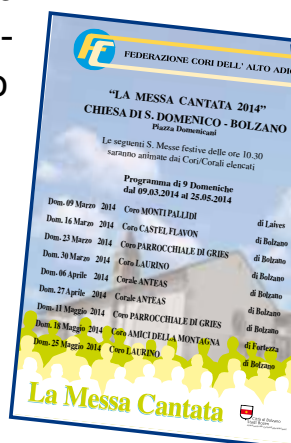 -
o
FEDERAZIONE CORI DELL' ALTO ADI
“LA MESSA CANTATA 2014”
CHIESA DI S. DOMENICO - BOLZANO
Piazza Domenicani
Le seguenti S. Messe festive delle ore 10.30
saranno animate dai Cori/Corali elencati
Programma di 9 Domeniche
dal 09.03.2014 al 25.05.2014
Dom. 09 Marzo 2014 Coro MONTI PALLIDI di Laives
Dom. 16 Marzo 2014 Coro CASTEL FLAVON di Bolzano
Dom. 23 Marzo 2014 Coro PARROCCHIALE DI GRIES di Bolzano
Dom. 30 Marzo 2014 Coro LAURINO di Bolzano
Dom. 06 Aprile 2014 Corale ANTEAS di Bolzano
Dom. 27 Aprile 2014 Corale ANTEAS di Bolzano
Dom. 11 Maggio 2014 Coro PARROCCHIALE DI GRIES di Bolzano
Dom. 18 Maggio 2014 Coro AMICI DELLA MONTAGNA di Fortezza
Dom. 25 Maggio 2014 Coro LAURINO di Bolzano
La Messa Cantata
Città di Bolzano
Stadt Bozen